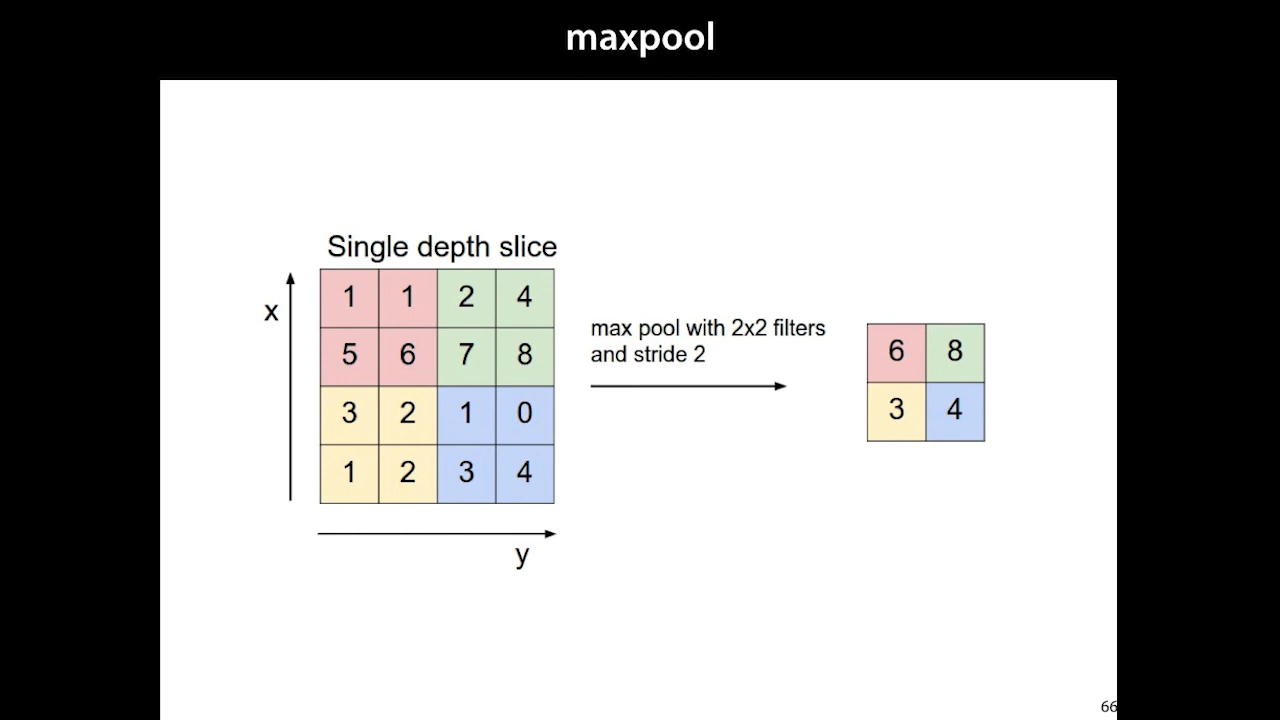 maxpool
Single depth slice
x
1 1 2 4
5 6 7 8
3 2 1 0
1 2 3 4
y
max pool with 2x2 filters
and stride 2
6 8
3 4
66